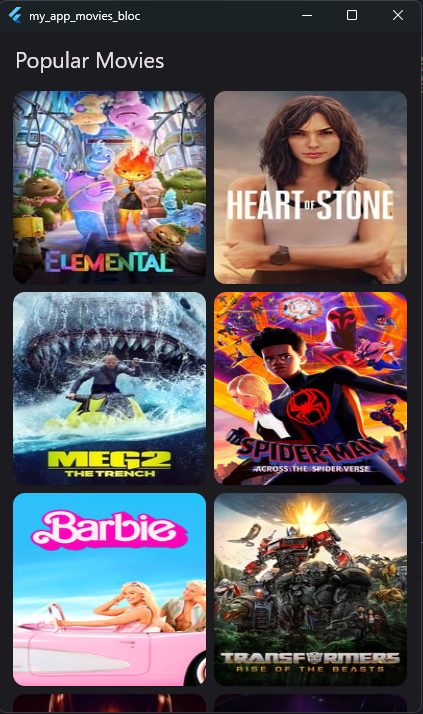 my_app_movies_bloc
Popular Movies
ELEMENTAL
HEART OF STONE
MEG2
THE TRENCH
SPIDER-MAN
ACROSS THE SPIDER-VERSE
Barbie
TRANSFORMERS
RISE OF THE BEASTS